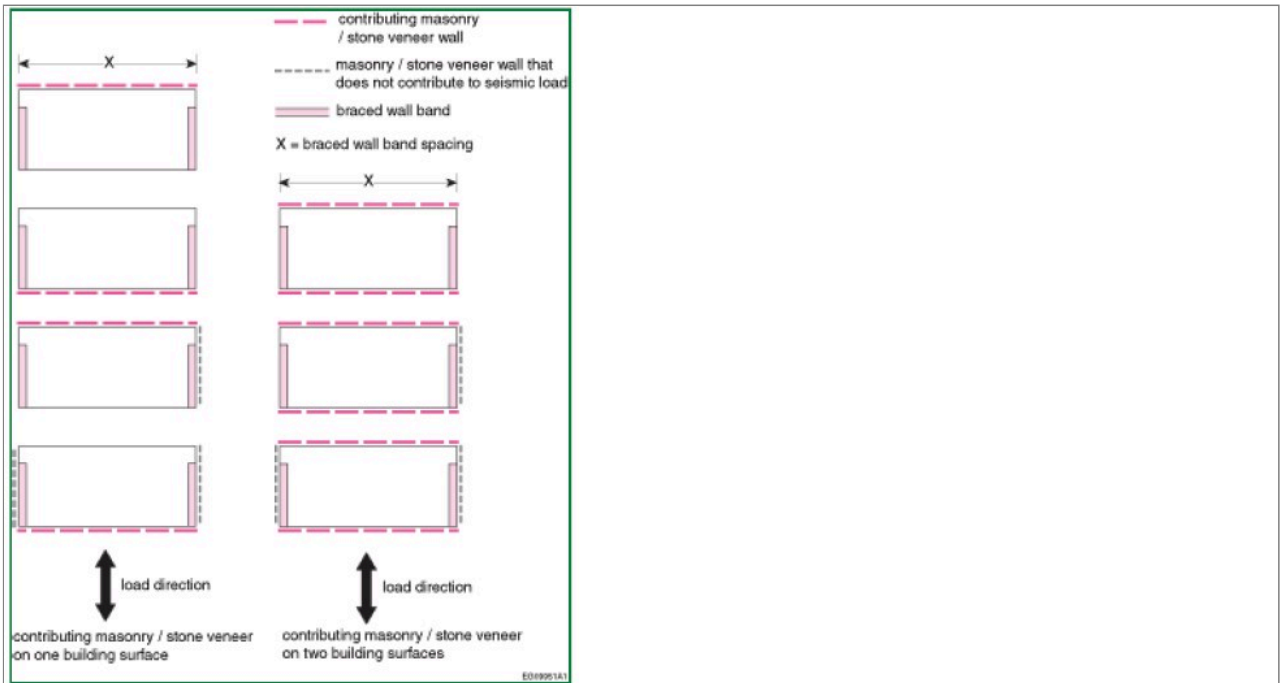 contributing masonry
/ stone veneer wall
X
masonry / stone veneer wall that
does not contribute to seismic load
braced wall band
X = braced wall band spacing
X
load direction
load direction
contributing masonry / stone veneer
on one building surface
contributing masonry / stone veneer
on two building surfaces